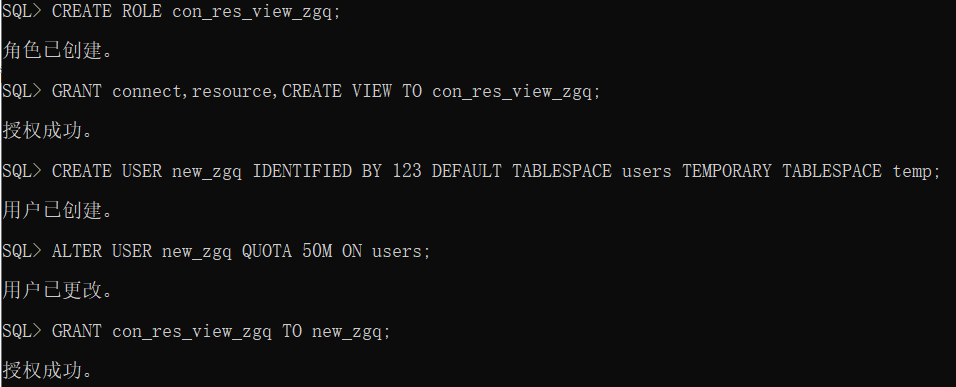 SQL> CREATE ROLE con_res_view_zgq;
角色已创建。
SQL> GRANT connect,resource,CREATE VIEW TO con_res_view_zgq;
授权成功。
SQL> CREATE USER new_zgq IDENTIFIED BY 123 DEFAULT TABLESPACE users TEMPORARY TABLESPACE temp;
用户已创建。
SQL> ALTER USER new_zgq QUOTA 50M ON users;
用户已更改。
SQL> GRANT con_res_view_zgq TO new_zgq;
授权成功。